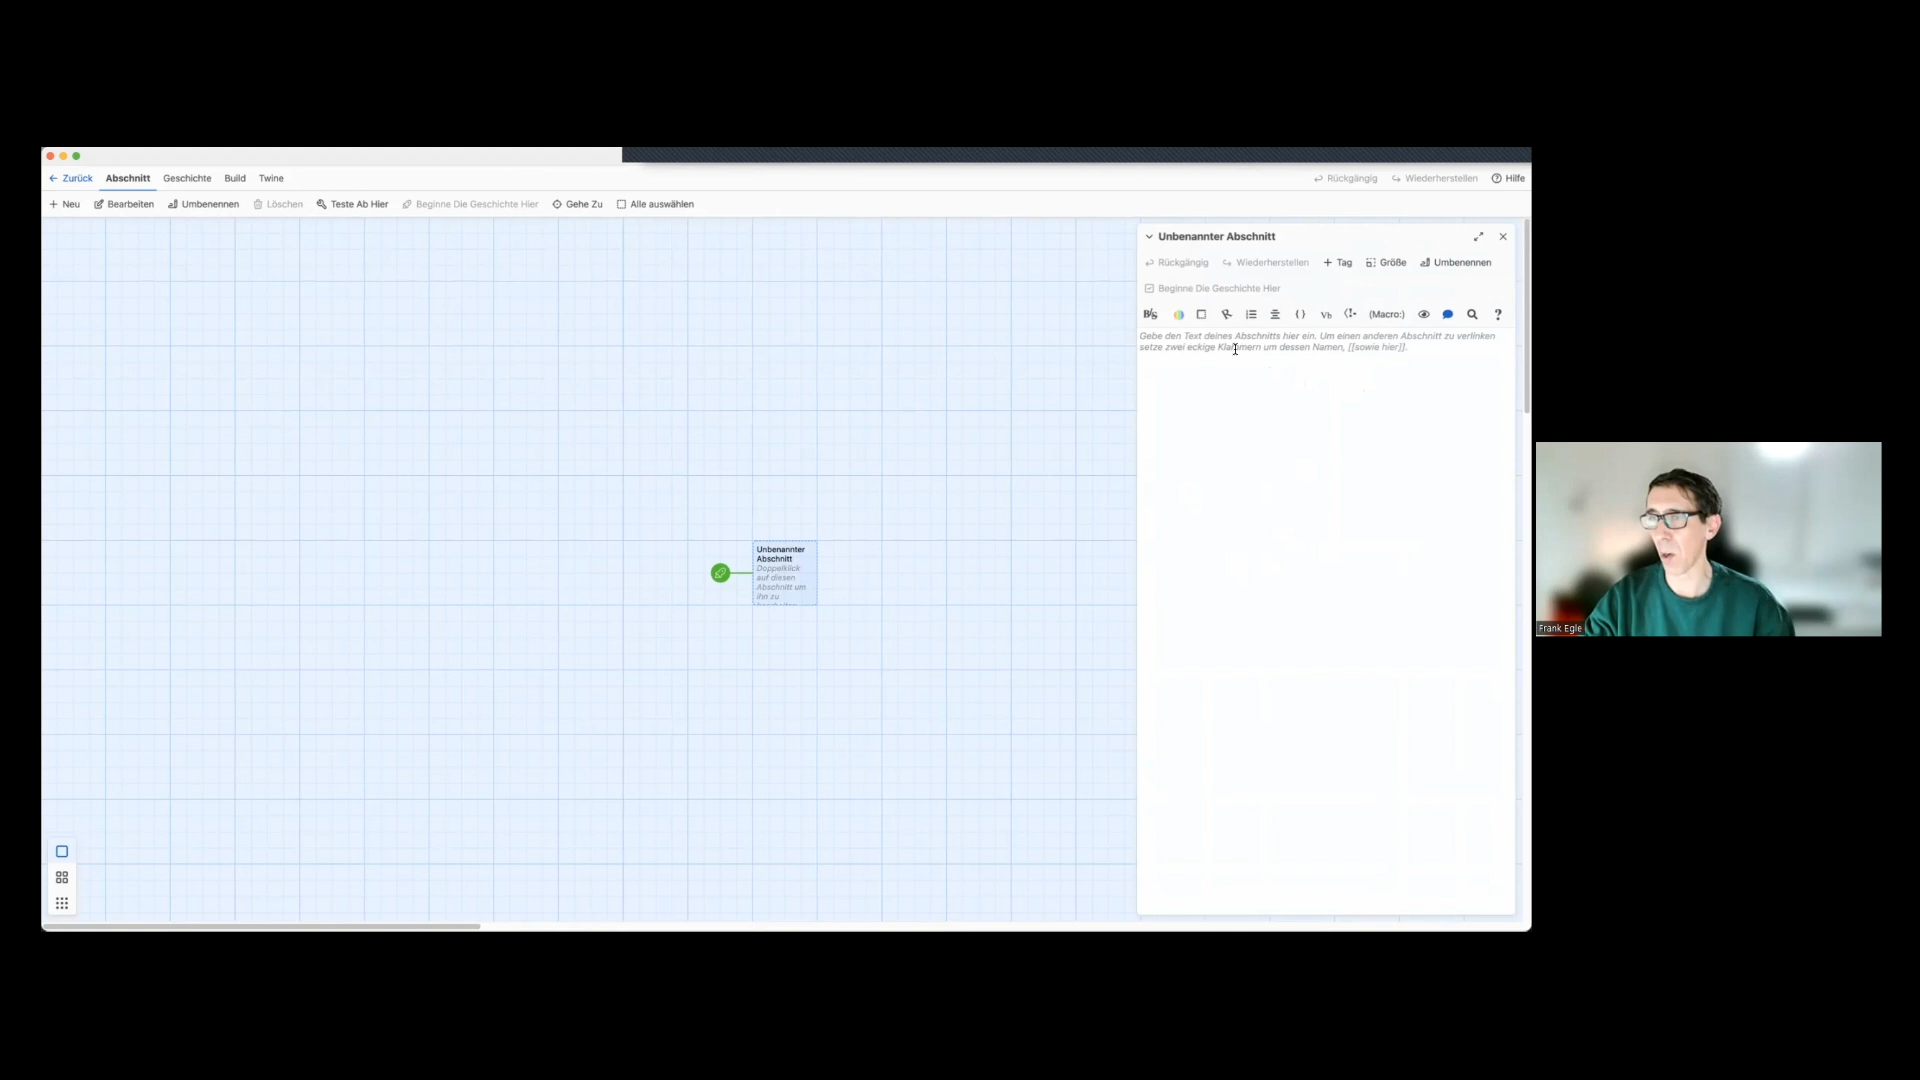 Zurück Abschnitt Geschichte Build Twine Rückgängig Wiederherstellen Hilfe
Neu Bearbeiten Umbenennen Löschen Teste Ab Hier Beginne Die Geschichte Hier Gehe Zu Alle auswählen
Unbenannter Abschnitt
Rückgängig Wiederherstellen + Tag Größe Umbenennen
Beginne Die Geschichte Hier
B/S Vb (Macro:) ?
Gebe den Text deines Abschnitts hier ein. Um einen anderen Abschnitt zu verlinken
setze zwei eckige Klammern um dessen Namen, [[sowie hier]].
Unbenannter
Abschnitt
Doppelklick
auf diesen
Abschnitt um
ihn zu
Frank Egle